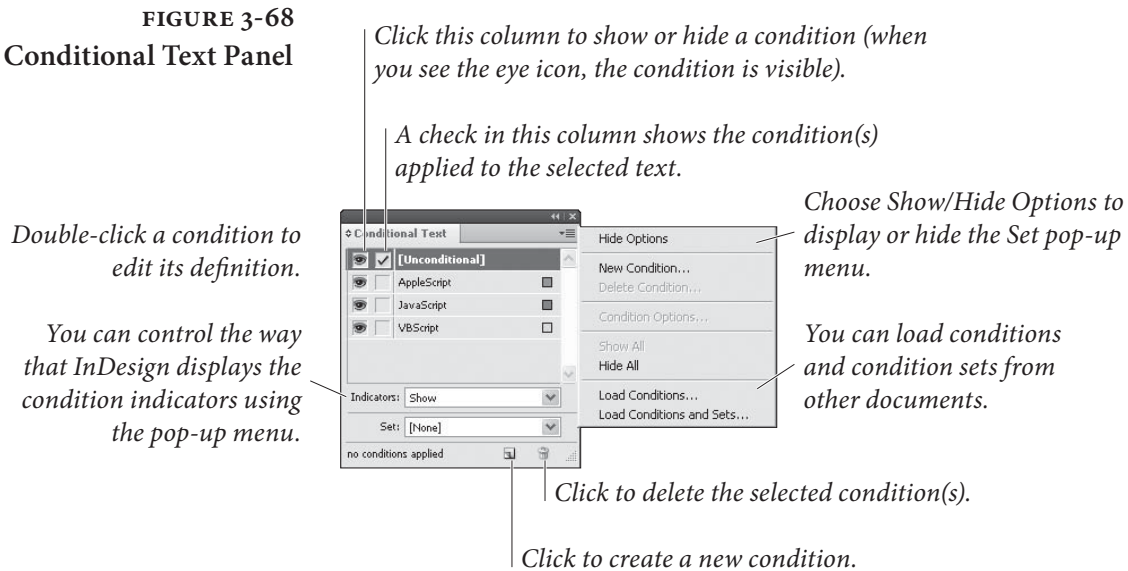 FIGURE 3-68
Conditional Text Panel
Click this column to show or hide a condition (when
you see the eye icon, the condition is visible).
A check in this column shows the condition(s)
applied to the selected text.
Double-click a condition to
edit its definition.
You can control the way
that InDesign displays the
condition indicators using
the pop-up menu.
Conditional Text
[Unconditional]
AppleScript
JavaScript
VBScript
Indicators: Show
Set: [None]
no conditions applied
Hide Options
New Condition...
Delete Condition...
Condition Options...
Show All
Hide All
Load Conditions...
Load Conditions and Sets...
Choose Show/Hide Options to
display or hide the Set pop-up
menu.
You can load conditions
and condition sets from
other documents.
Click to delete the selected condition(s).
Click to create a new condition.